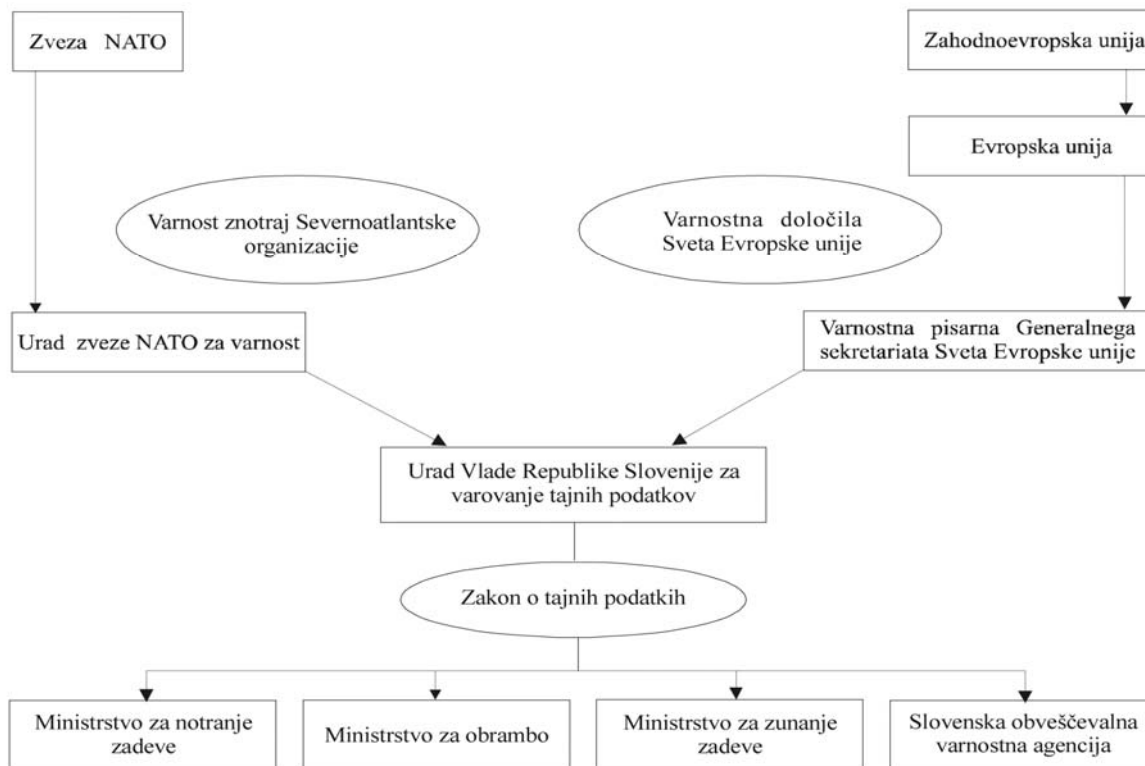 Zveza NATO
Zahodnoevropska unija
Evropska unija
Varnost znotraj Severnoatlantske
organizacije
Varnostna določila
Sveta Evropske unije
Urad zveze NATO za varnost
Varnostna pisarna Generalnega
sekretariata Sveta Evropske unije
Urad Vlade Republike Slovenije za
varovanje tajnih podatkov
Zakon o tajnih podatkih
Ministrstvo za notranje
zadeve
Ministrstvo za obrambo
Ministrstvo za zunanje
zadeve
Slovenska obveščevalna
varnostna agencija